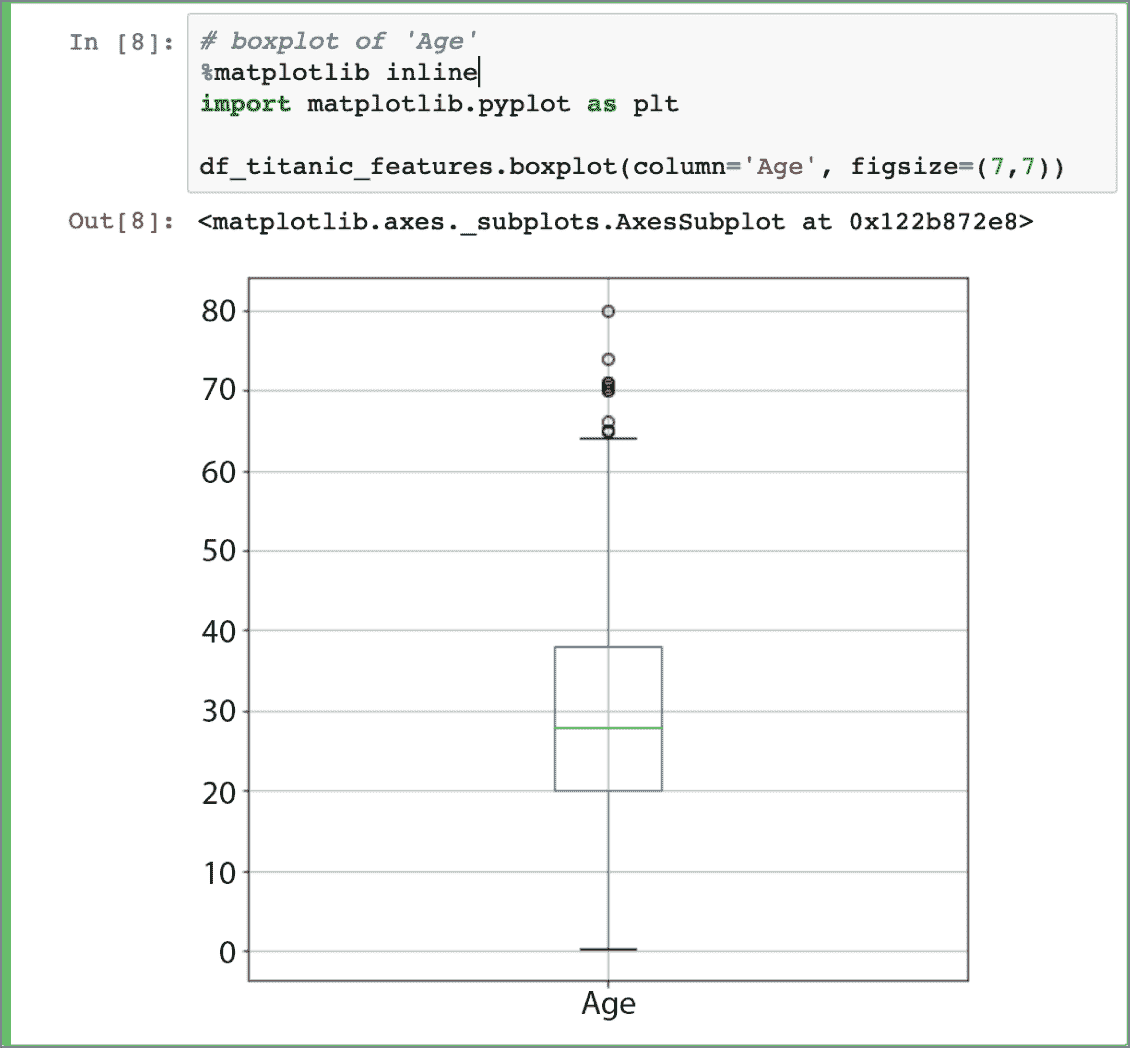 In [8]:
# boxplot of 'Age'
%matplotlib inline
import matplotlib.pyplot as plt
df_titanic_features.boxplot(column='Age', figsize=(7,7))
Out[8]:
<matplotlib.axes._subplots.AxesSubplot at 0x122b872e8>
80
70
60
50
40
30
20
10
0
Age